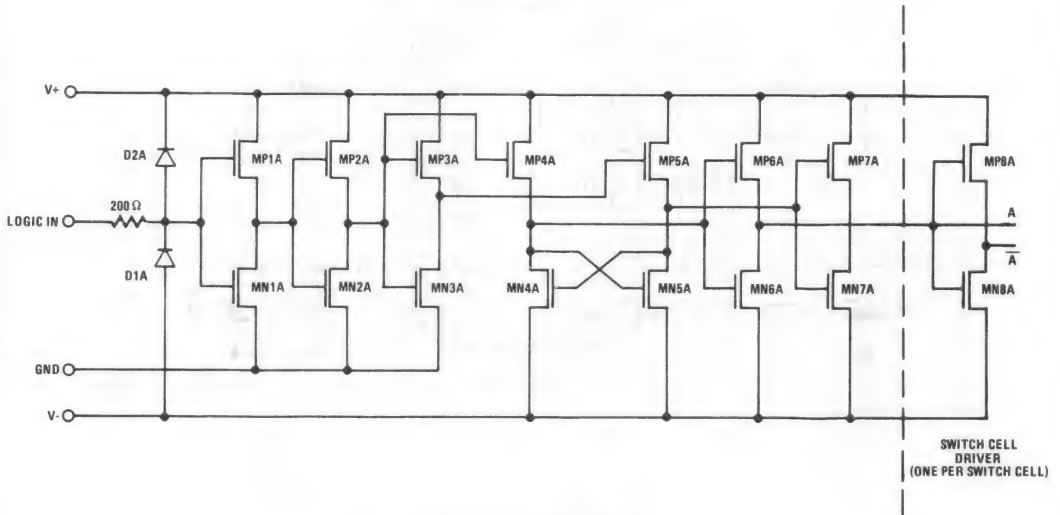 V+
D2A
MP1A
MP2A
MP3A
MP4A
MP5A
MP6A
MP7A
MP8A
200 Ω
LOGIC IN
A
A̅
D1A
MN1A
MN2A
MN3A
MN4A
MN5A
MN6A
MN7A
MN8A
GND
V-
SWITCH CELL
DRIVER
(ONE PER SWITCH CELL)